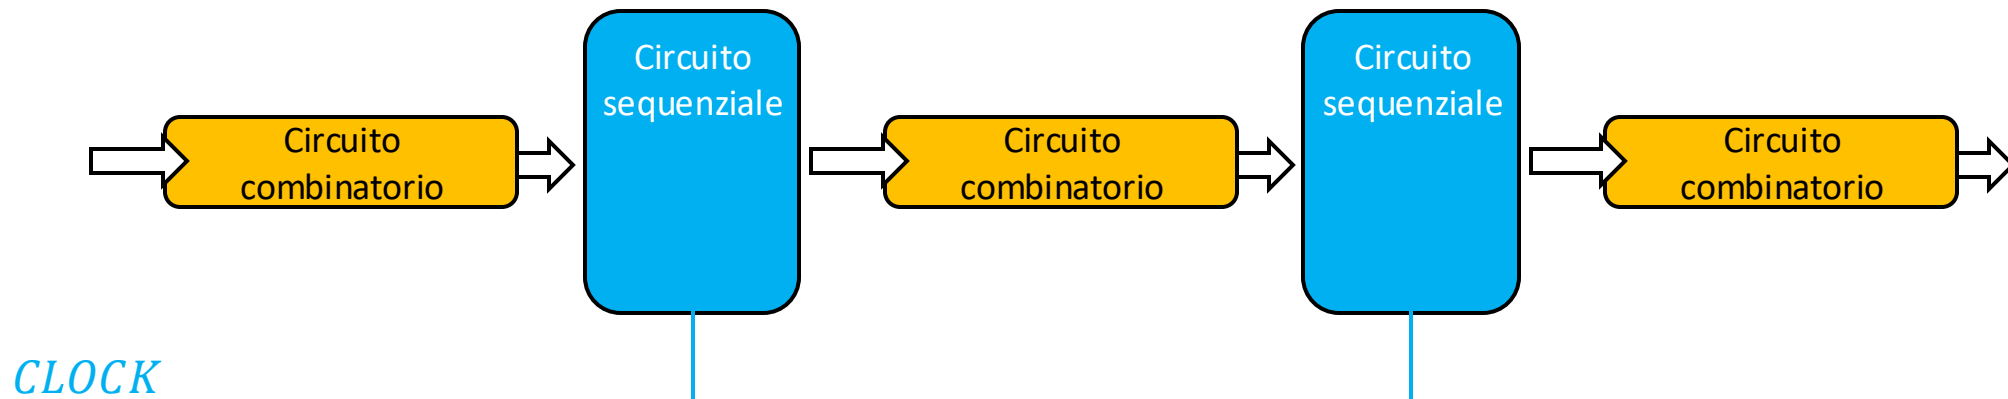 Circuito
combinatorio
Circuito
sequenziale
Circuito
combinatorio
Circuito
sequenziale
Circuito
combinatorio
CLOCK